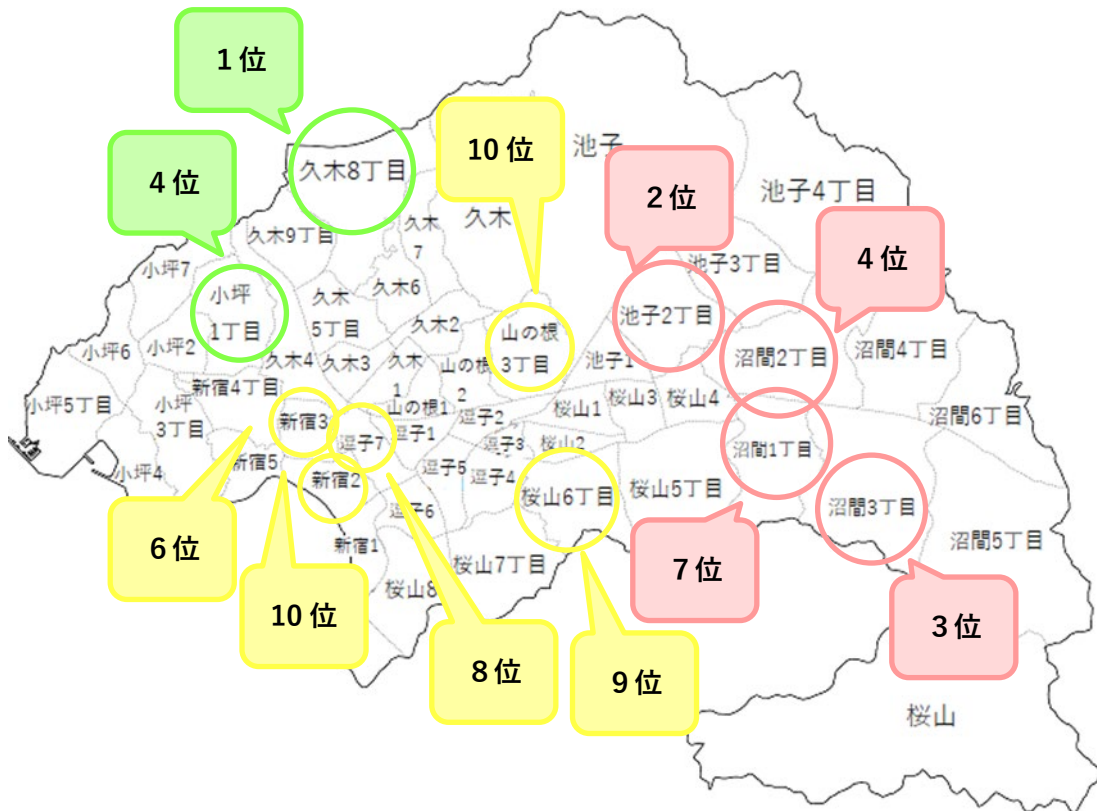 1位
10位
池子
久木8丁目
4位
2位
池子4丁目
久木
久木
7
久木9丁目
池子3丁目
4位
小坪7
小坪
1丁目
久木6
久木
5丁目
池子2丁目
久木2
山の根
3丁目
小坪6
小坪2
沼間2丁目
沼間4丁目
久木4
久木3
久木
1
山の根
2
池子1
新宿4丁目
小坪5丁目
小坪
3丁目
山の根1
逗子2
桜山1
桜山3
桜山4
沼間6丁目
新宿3
逗子7
逗子1
逗子3
桜山2
沼間1丁目
小坪4
新宿5
新宿2
逗子5
逗子4
桜山6丁目
桜山5丁目
沼間3丁目
逗子6
新宿1
6位
桜山7丁目
沼間5丁目
桜山8
7位
10位
3位
8位
9位
桜山